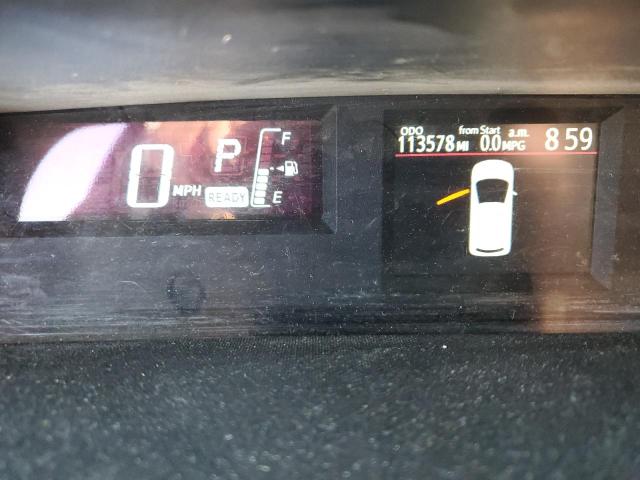 0 MPH
P
READY
F
E
ODO from Start a.m.
113578 MI 0.0 MPG 8 59